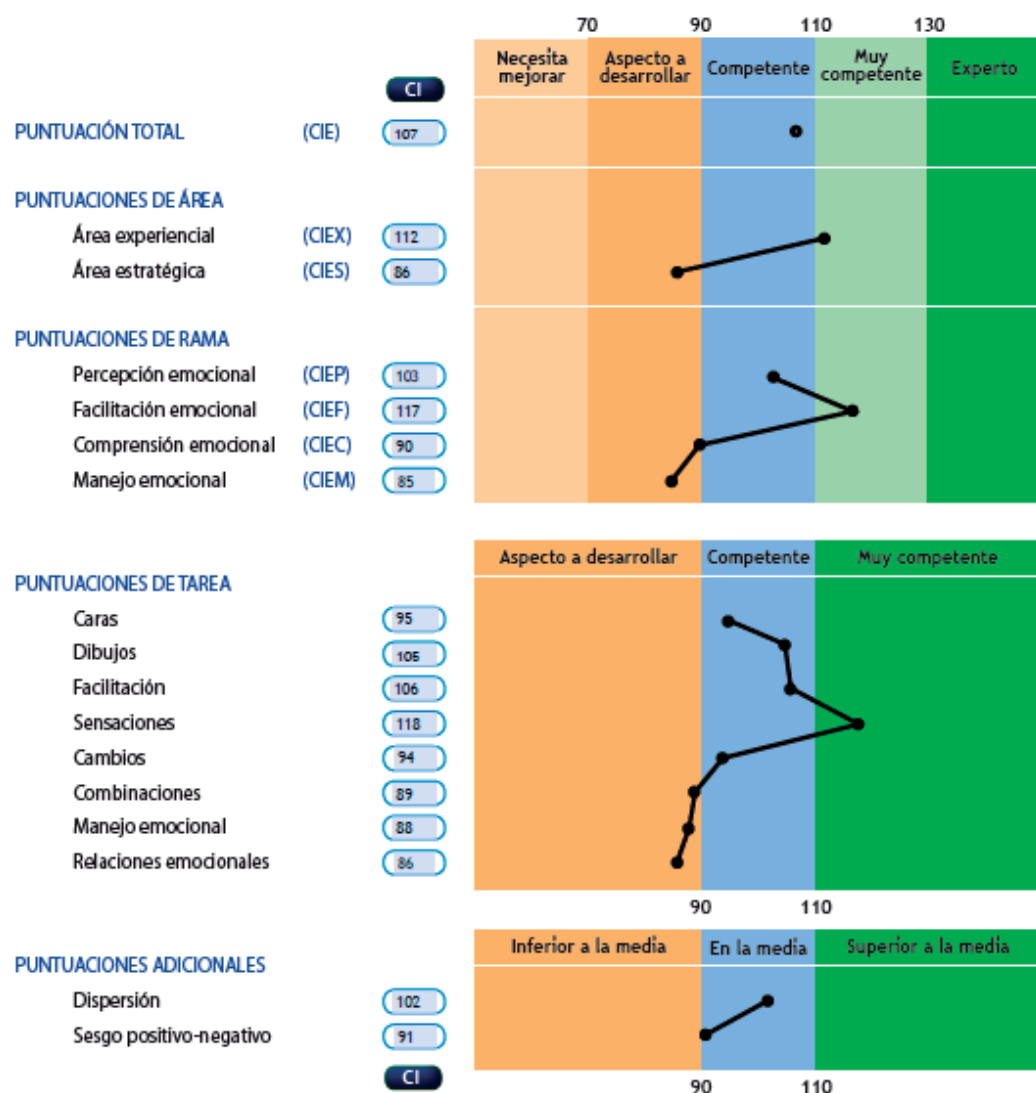 70 90 110 130
Necesita mejorar Aspecto a desarrollar Competente Muy competente Experto
CI
PUNTUACIÓN TOTAL (CIE) 107
PUNTUACIONES DE ÁREA
Área experiencial (CIEX) 112
Área estratégica (CIES) 86
PUNTUACIONES DE RAMA
Percepción emocional (CIEP) 103
Facilitación emocional (CIEF) 117
Comprensión emocional (CIEC) 90
Manejo emocional (CIEM) 85
Aspecto a desarrollar Competente Muy competente
PUNTUACIONES DE TAREA
Caras 95
Dibujos 105
Facilitación 106
Sensaciones 118
Cambios 94
Combinaciones 89
Manejo emocional 88
Relaciones emocionales 86
90 110
Inferior a la media En la media Superior a la media
PUNTUACIONES ADICIONALES
Dispersión 102
Sesgo positivo-negativo 91
CI
90 110